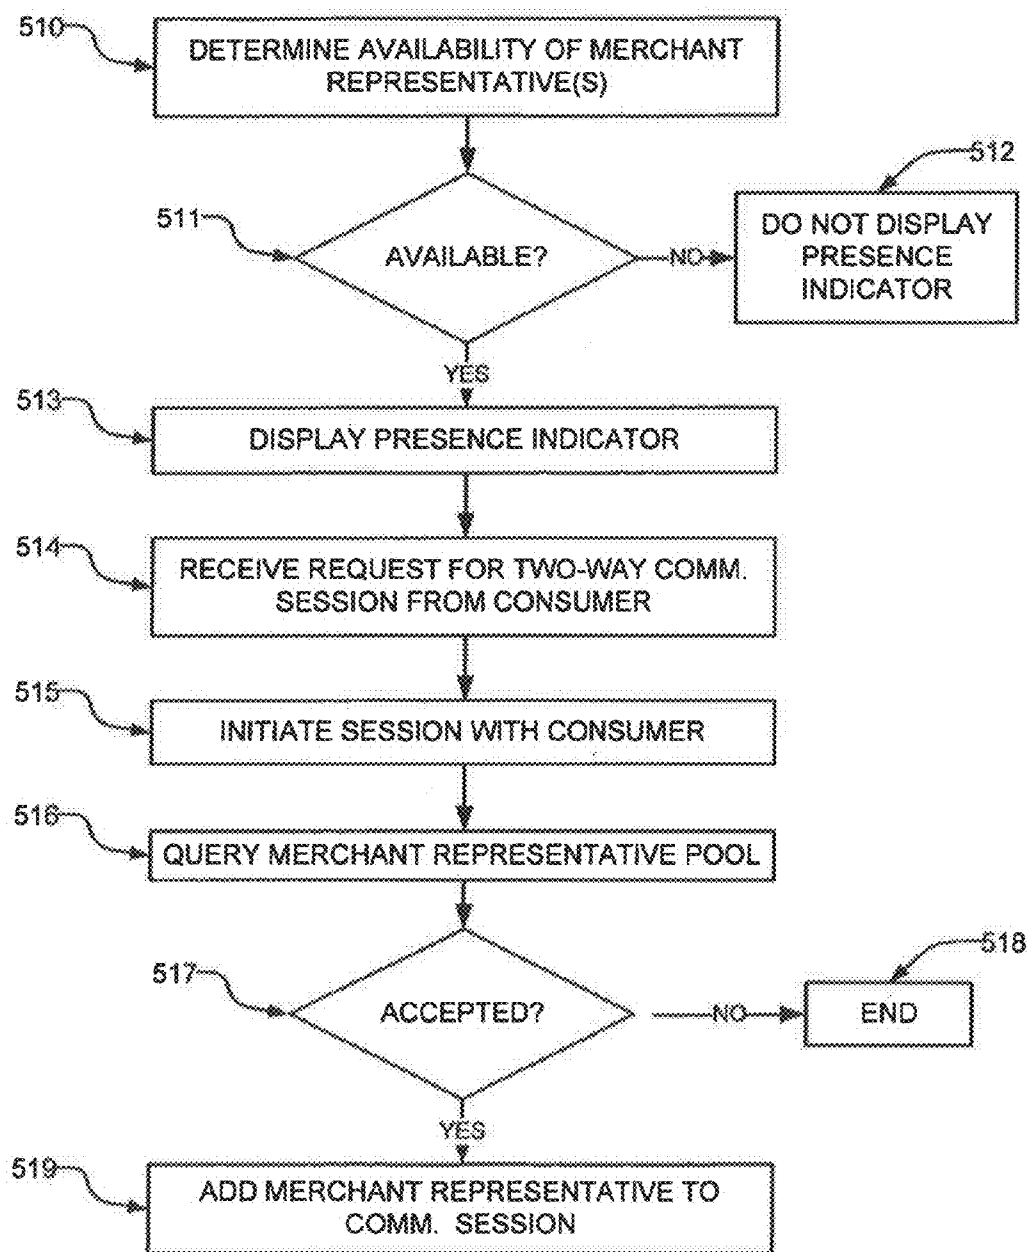 510
DETERMINE AVAILABILITY OF MERCHANT
REPRESENTATIVE(S)
512
511
AVAILABLE?
NO
DO NOT DISPLAY
PRESENCE
INDICATOR
YES
513
DISPLAY PRESENCE INDICATOR
514
RECEIVE REQUEST FOR TWO-WAY COMM.
SESSION FROM CONSUMER
515
INITIATE SESSION WITH CONSUMER
516
QUERY MERCHANT REPRESENTATIVE POOL
517
ACCEPTED?
NO
518
END
YES
519
ADD MERCHANT REPRESENTATIVE TO
COMM. SESSION